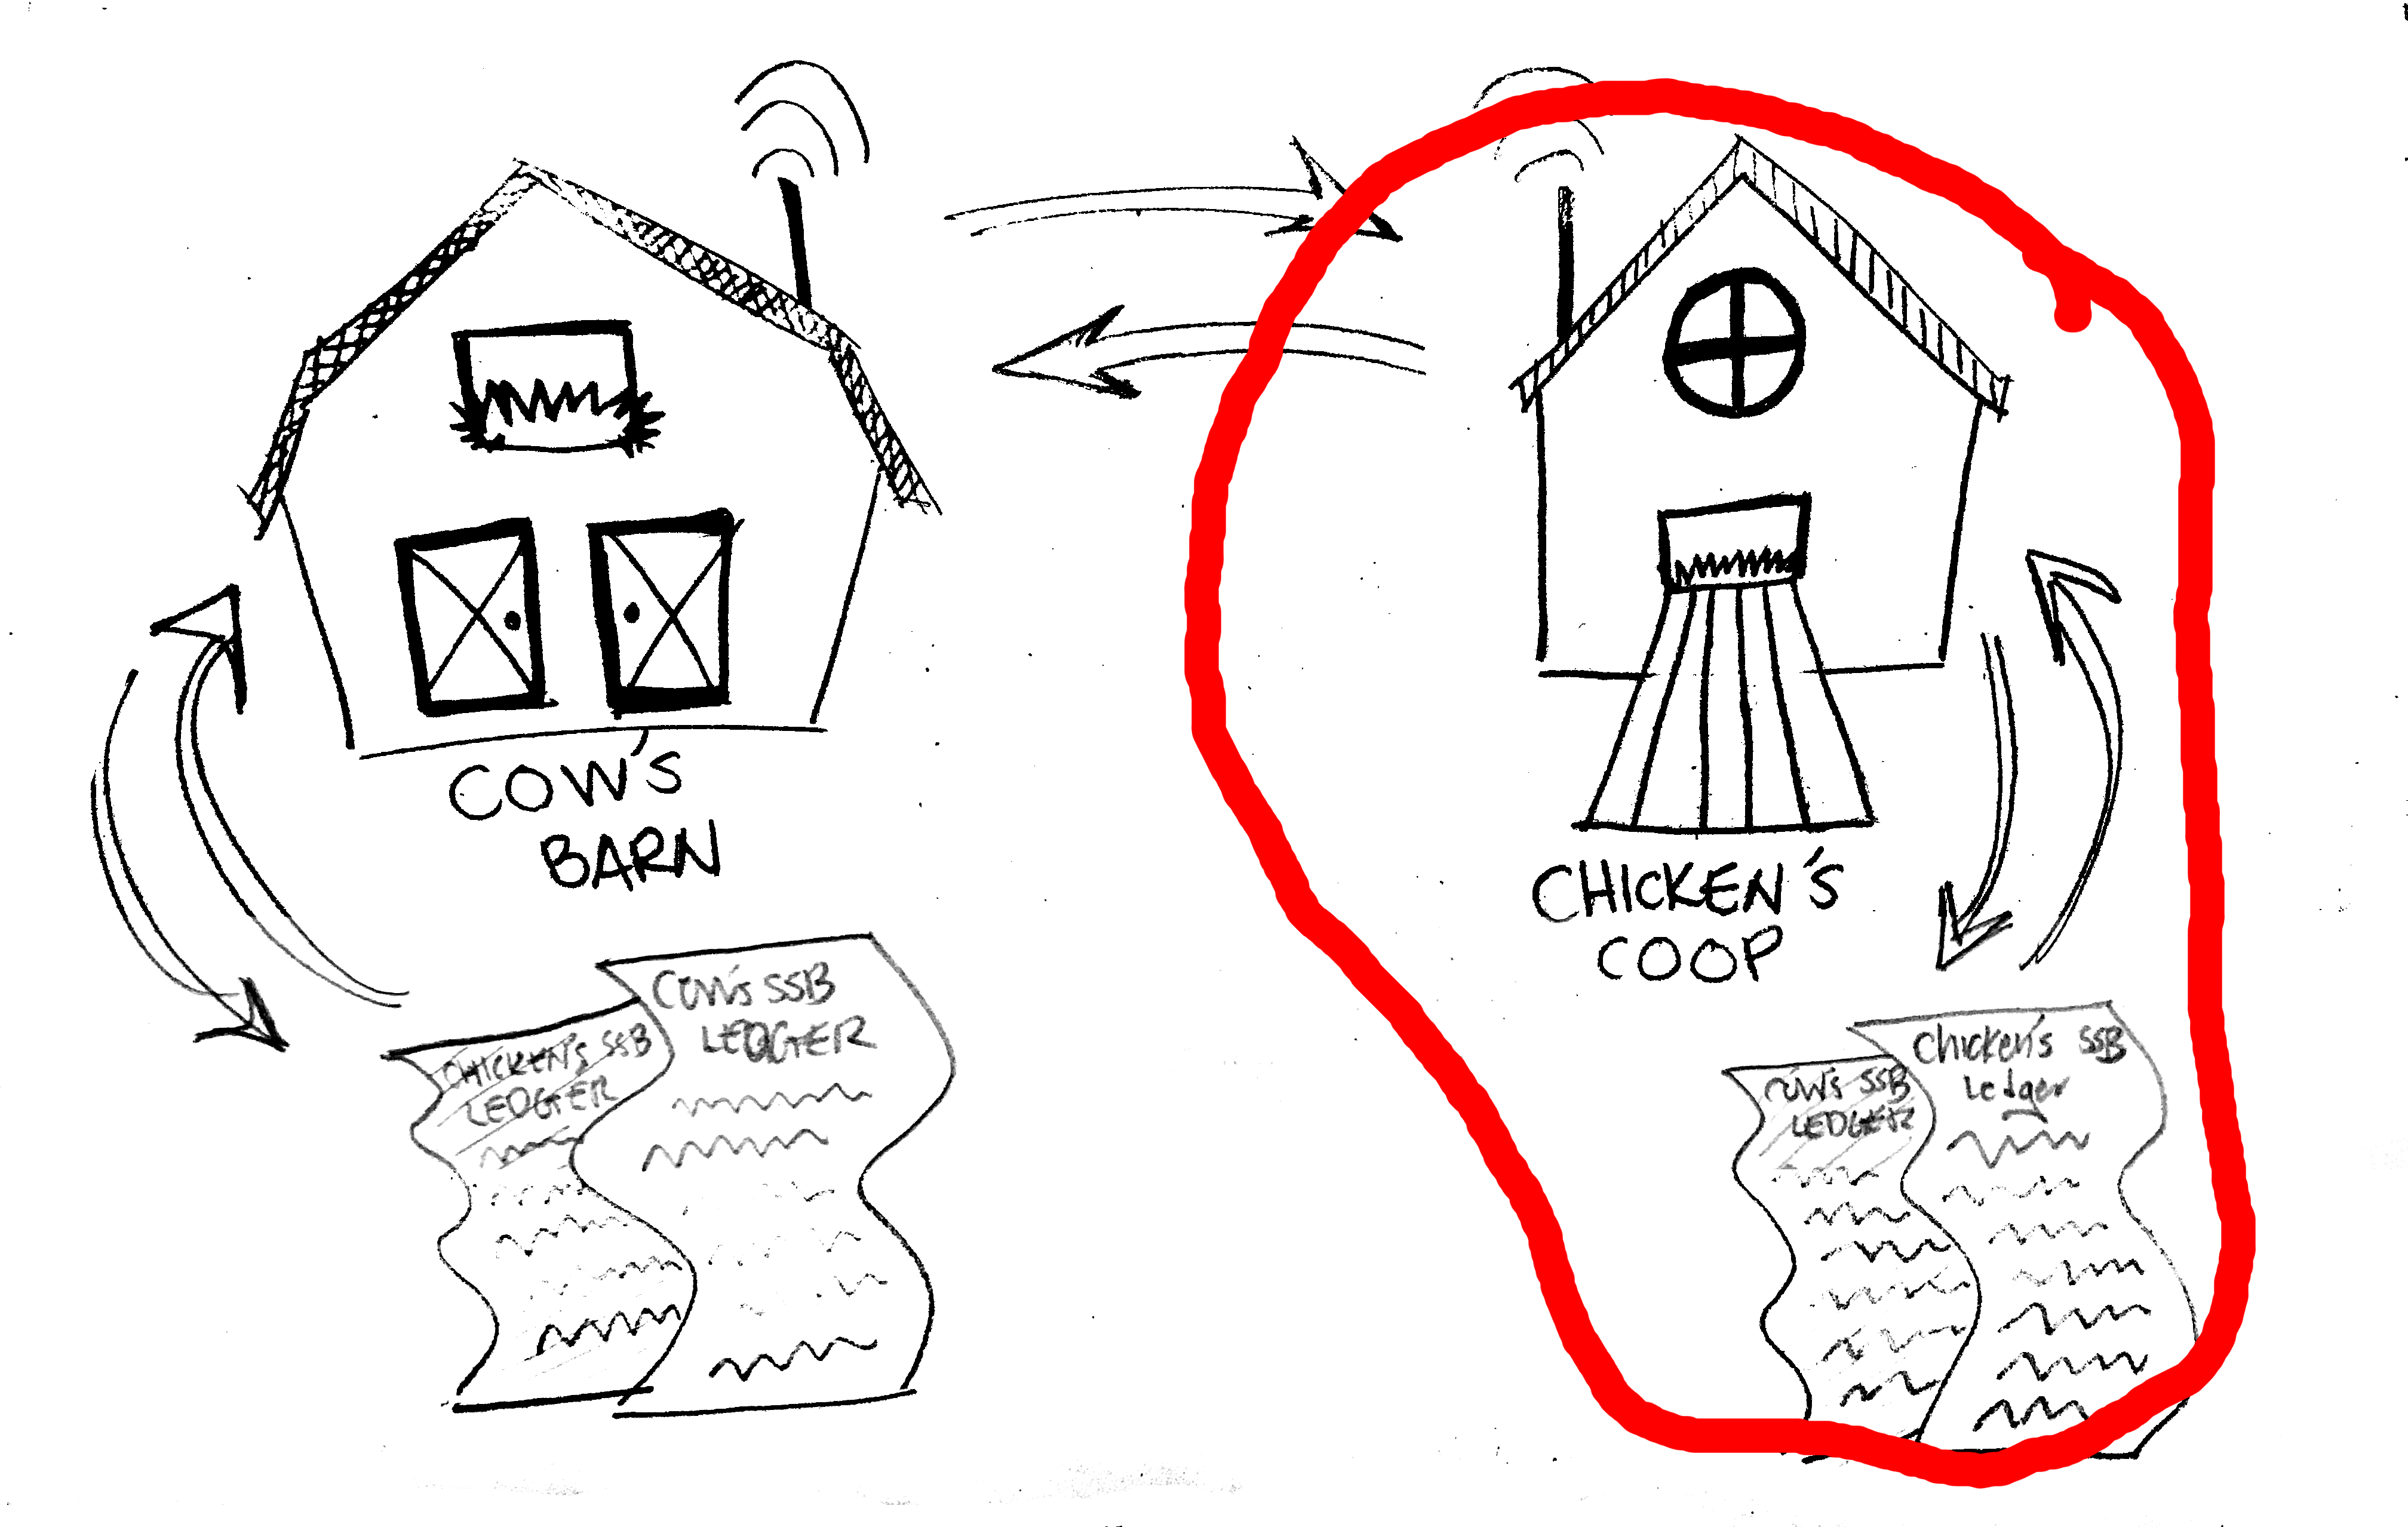 COW'S
BARN
CHICKEN'S
COOP
COW'S SSB
LEDGER
CHICKEN'S SSB
LEDGER
Chicken's SSB
Ledger
COW'S SSB
LEDGER